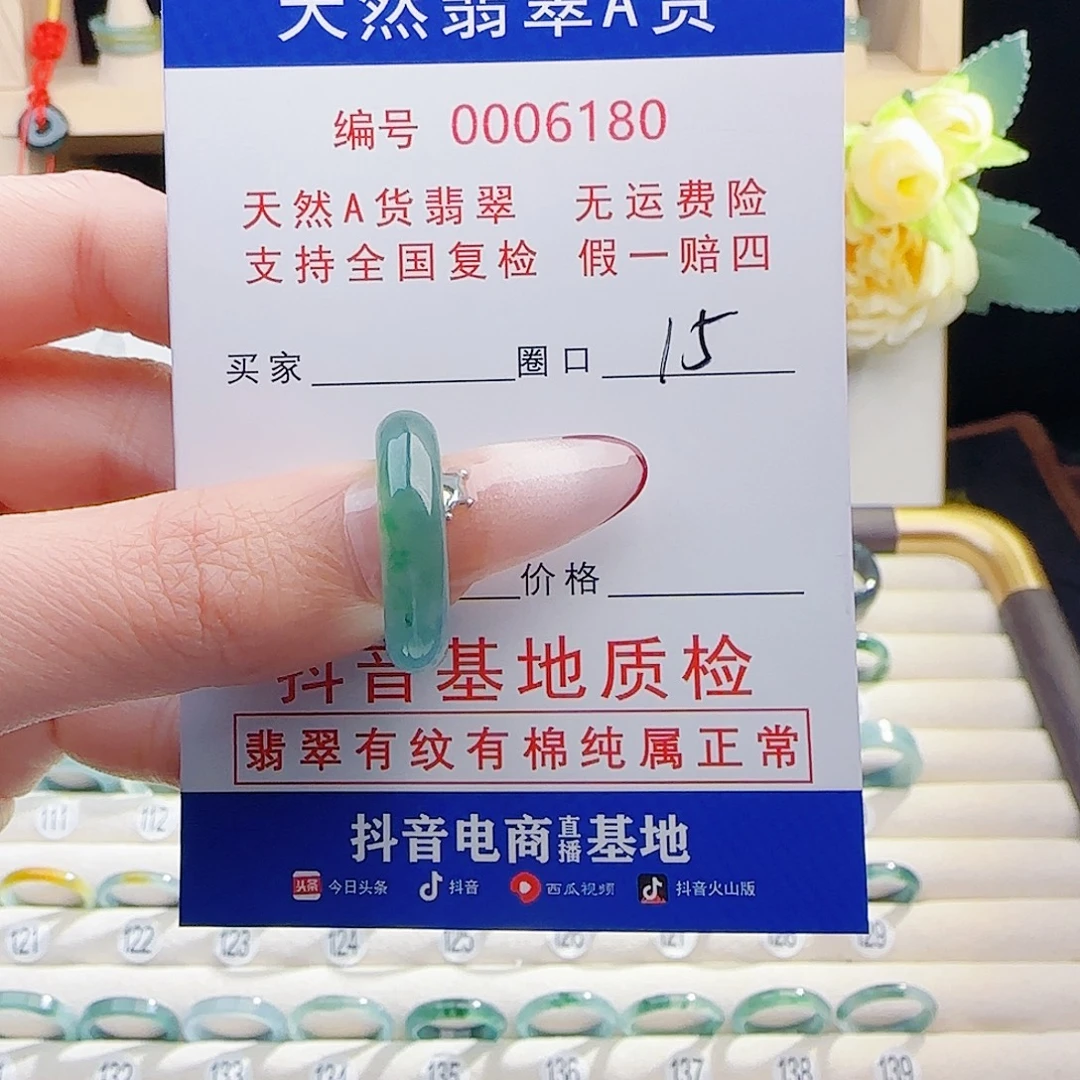 天然翡翠A货
编号 0006180
天然A货翡翠 无运费险
支持全国复检 假一赔四
买家 圈口 15
价格
抖音基地质检
翡翠有纹有棉纯属正常
抖音电商直播基地
头条 今日头条 抖音 西瓜视频 抖音火山版
111 112
121 122 123 124 125 126 127 128 129
132 133 134 135 136 137 138 139